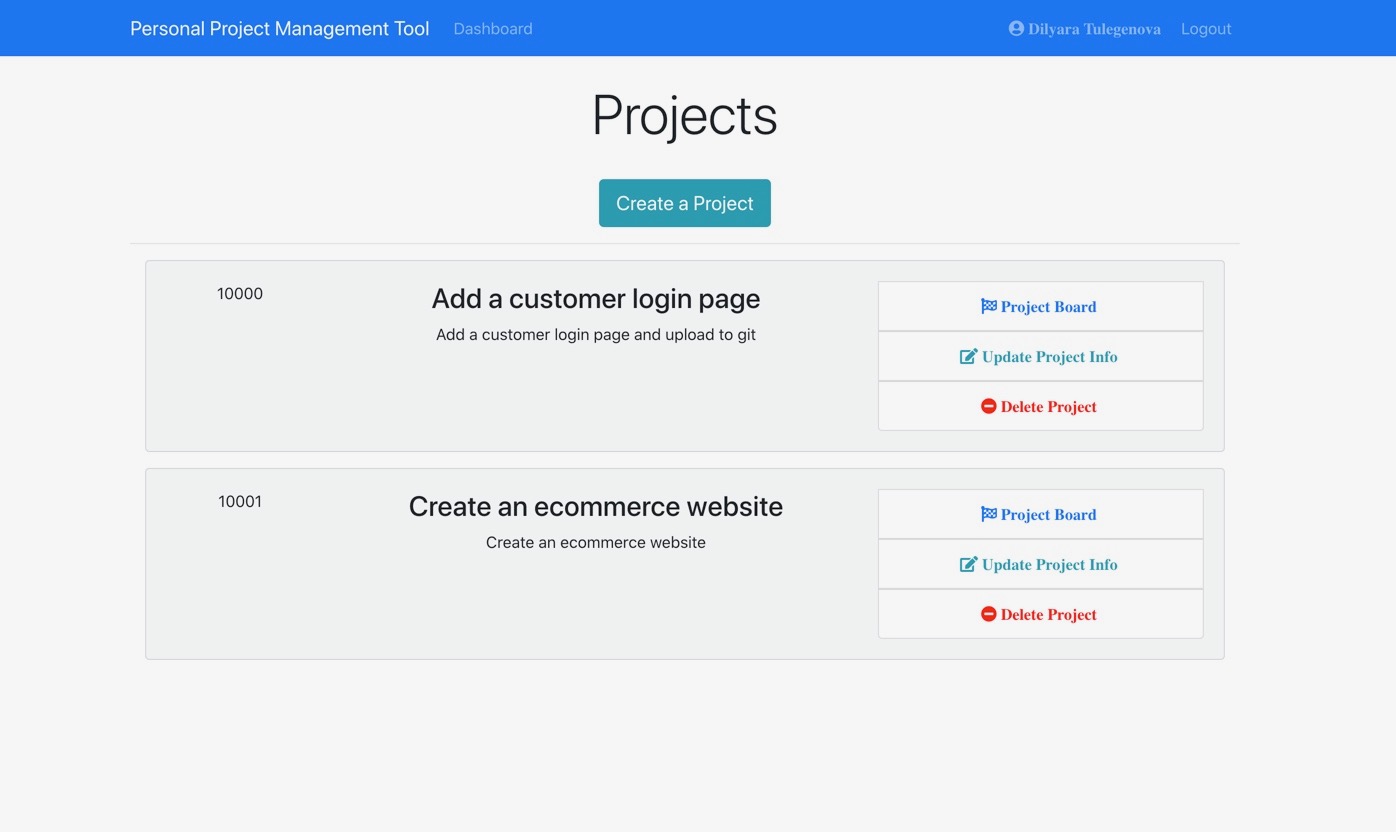 Personal Project Management Tool Dashboard Dilyara Tulegenova Logout
Projects
Create a Project
10000
Add a customer login page
Add a customer login page and upload to git
Project Board
Update Project Info
Delete Project
10001
Create an ecommerce website
Create an ecommerce website
Project Board
Update Project Info
Delete Project